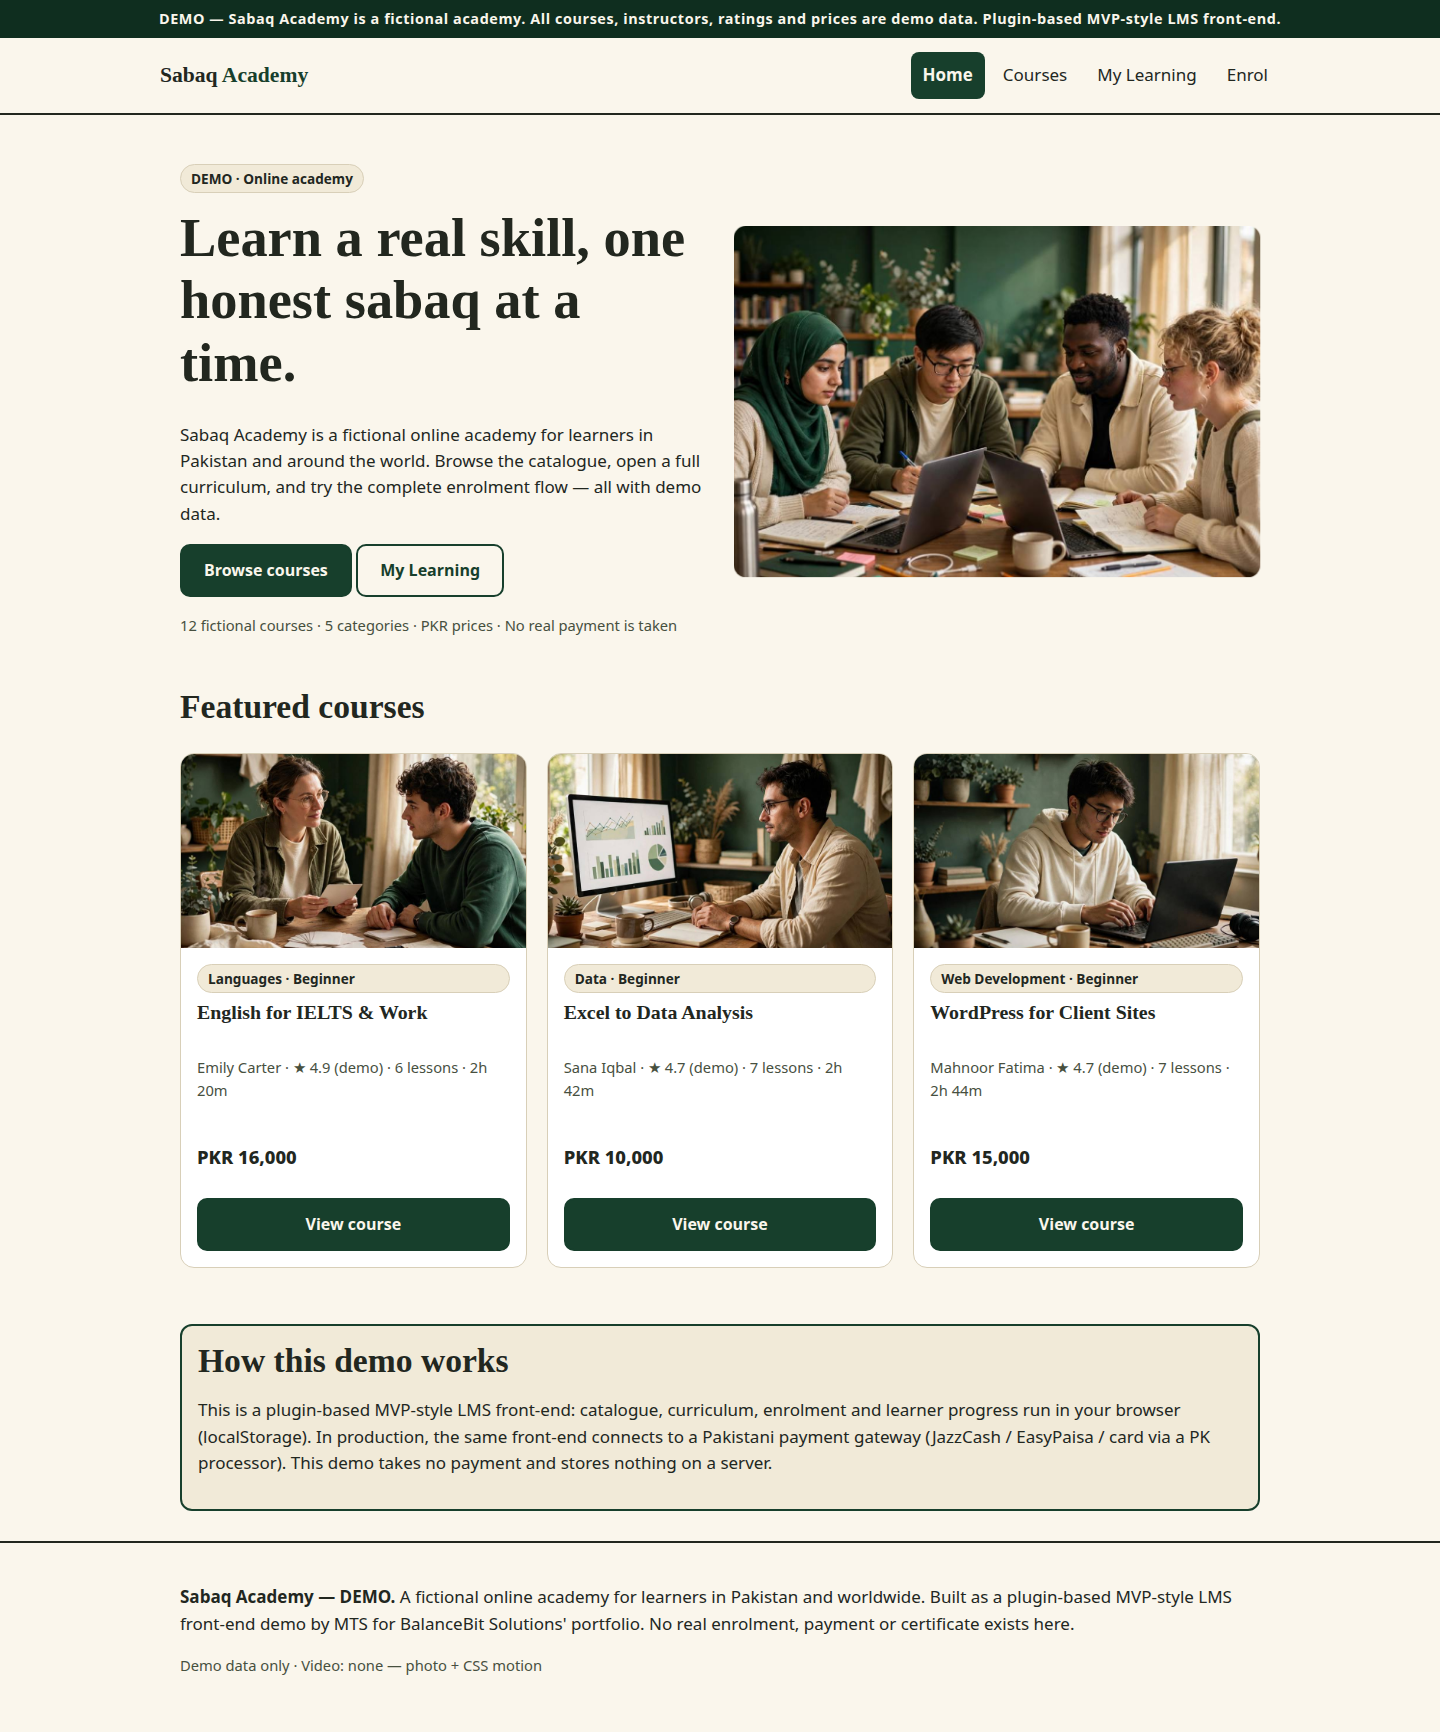 DEMO — Sabaq Academy is a fictional academy. All courses, instructors, ratings and prices are demo data. Plugin-based MVP-style LMS front-end.
Sabaq Academy
Home
Courses
My Learning
Enrol
DEMO · Online academy
Learn a real skill, one
honest sabaq at a
time.
Sabaq Academy is a fictional online academy for learners in
Pakistan and around the world. Browse the catalogue, open a full
curriculum, and try the complete enrolment flow — all with demo
data.
Browse courses
My Learning
12 fictional courses · 5 categories · PKR prices · No real payment is taken
Featured courses
Languages · Beginner
English for IELTS & Work
Emily Carter · ★ 4.9 (demo) · 6 lessons · 2h
20m
PKR 16,000
View course
Data · Beginner
Excel to Data Analysis
Sana Iqbal · ★ 4.7 (demo) · 7 lessons · 2h
42m
PKR 10,000
View course
Web Development · Beginner
WordPress for Client Sites
Mahnoor Fatima · ★ 4.7 (demo) · 7 lessons ·
2h 44m
PKR 15,000
View course
How this demo works
This is a plugin-based MVP-style LMS front-end: catalogue, curriculum, enrolment and learner progress run in your browser
(localStorage). In production, the same front-end connects to a Pakistani payment gateway (JazzCash / EasyPaisa / card via a PK
processor). This demo takes no payment and stores nothing on a server.
Sabaq Academy — DEMO. A fictional online academy for learners in Pakistan and worldwide. Built as a plugin-based MVP-style LMS
front-end demo by MTS for BalanceBit Solutions' portfolio. No real enrolment, payment or certificate exists here.
Demo data only · Video: none — photo + CSS motion